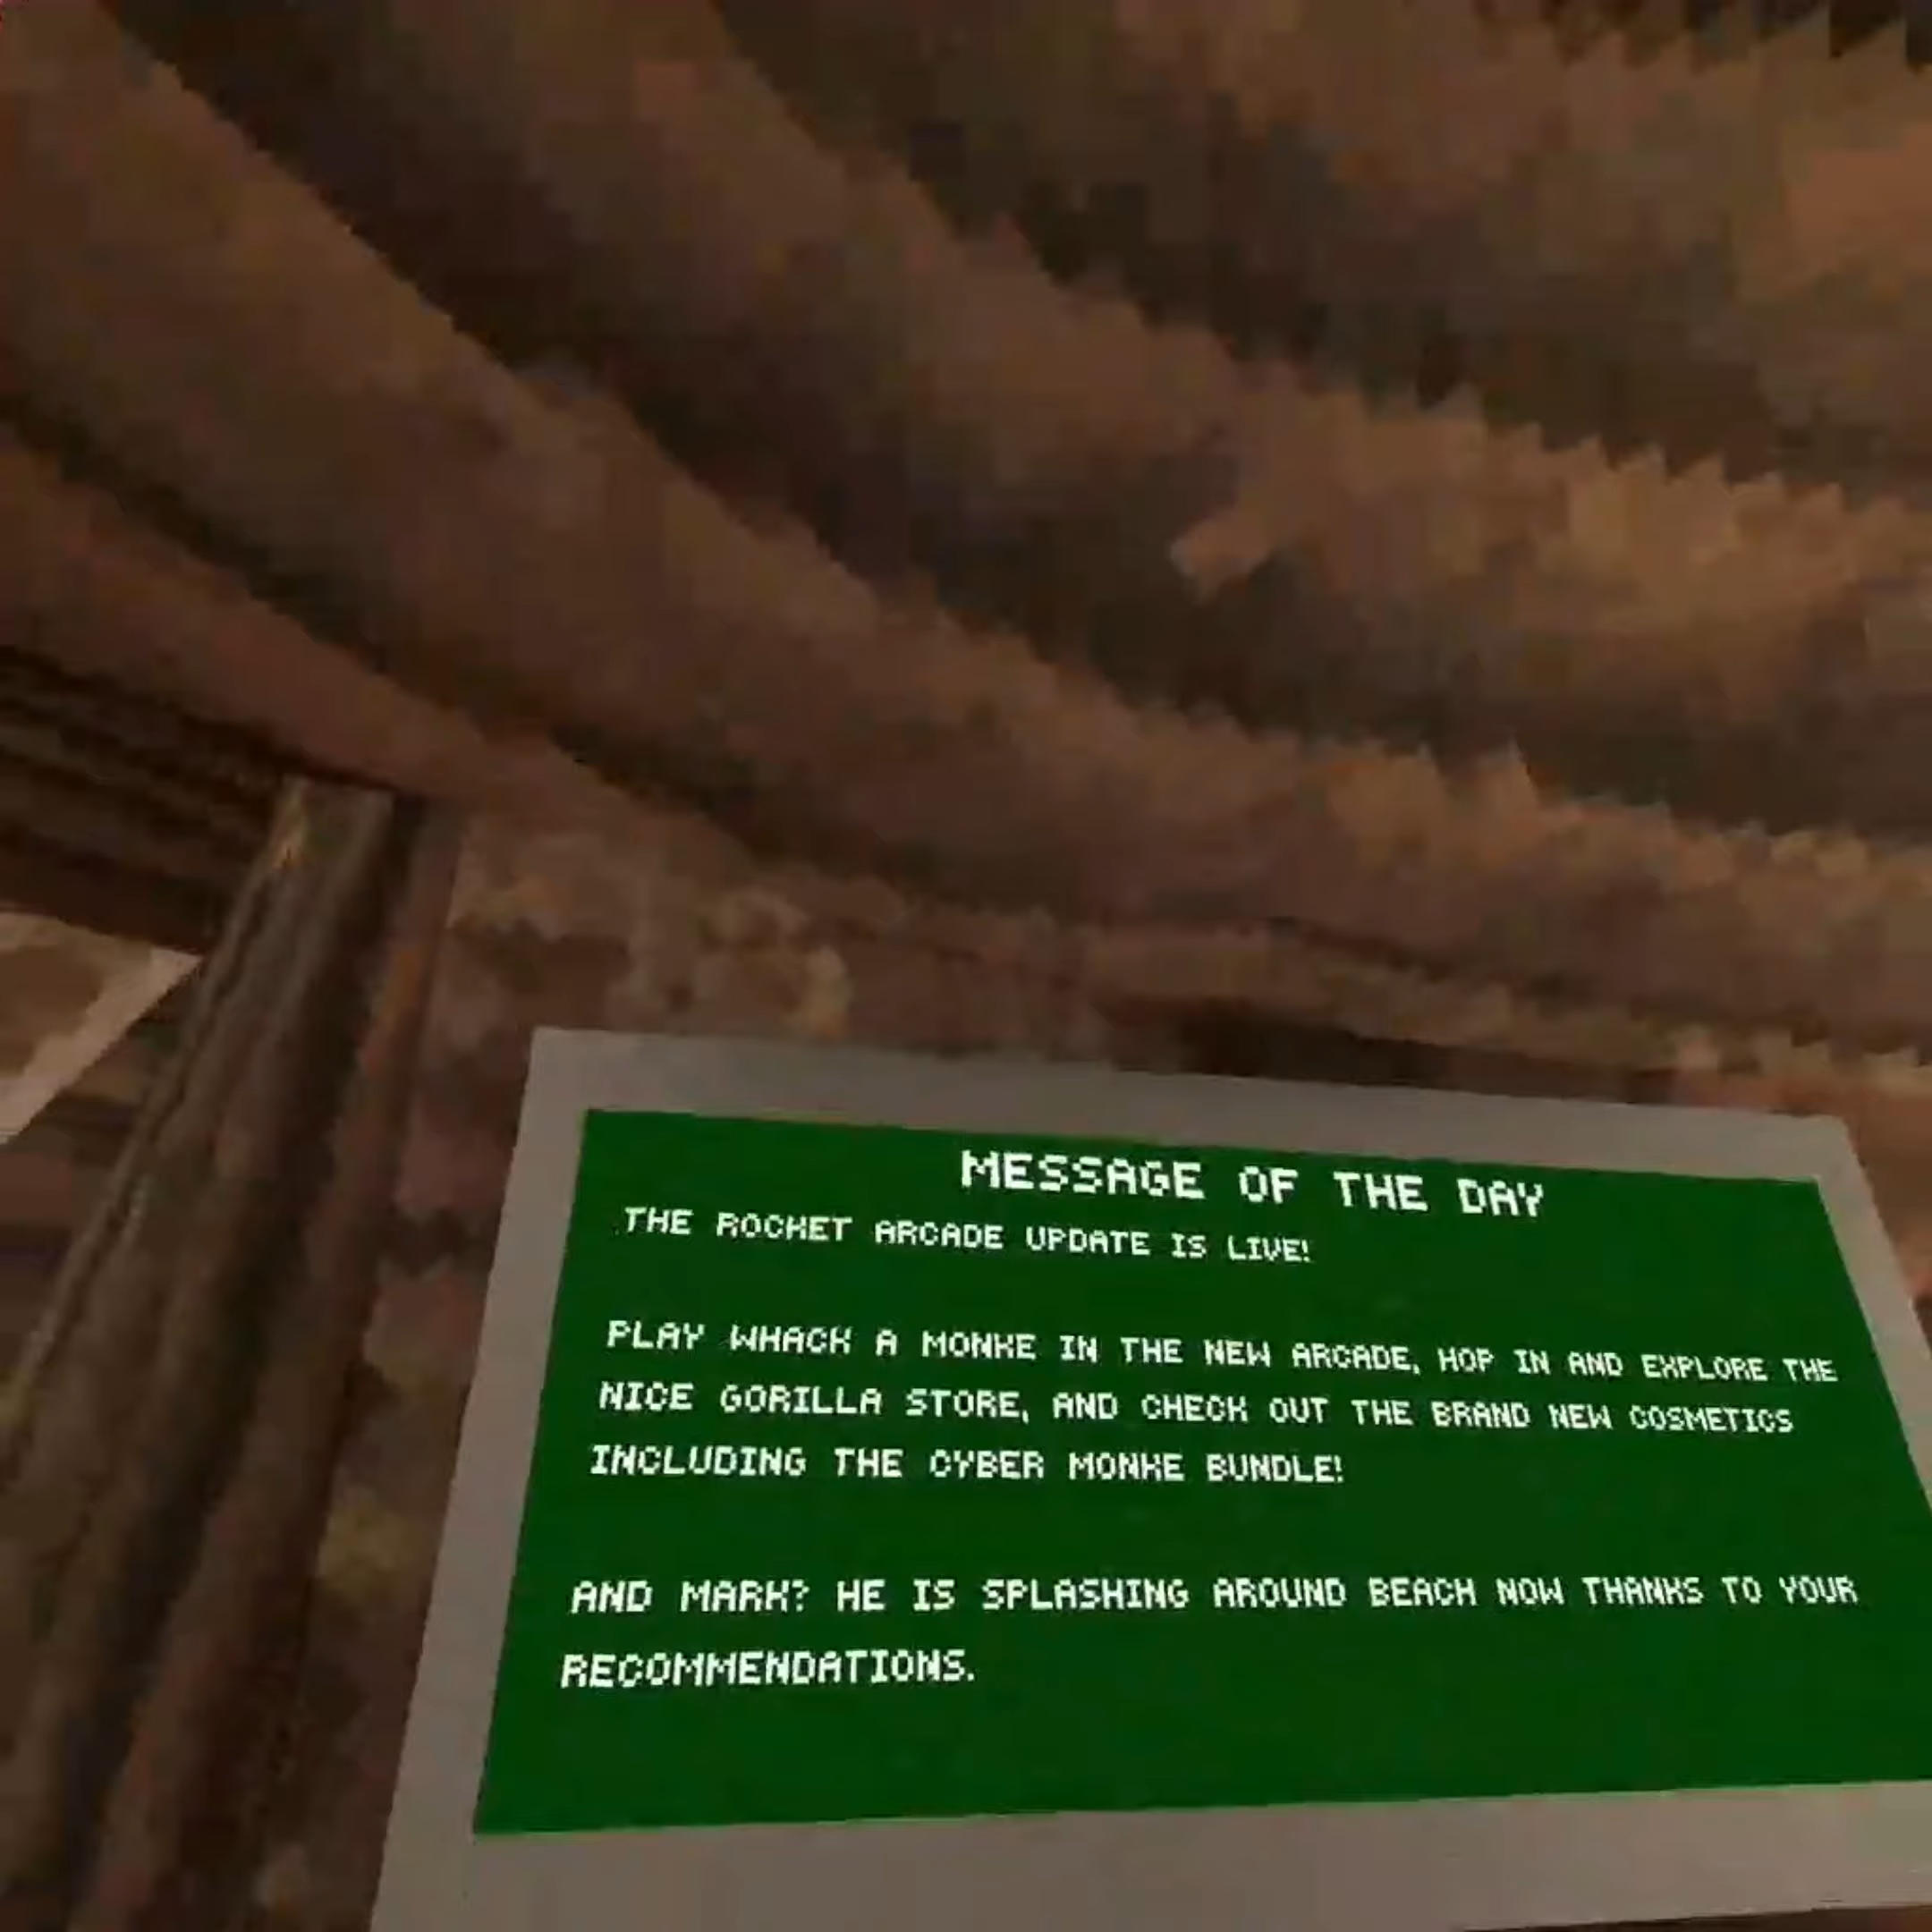 MESSAGE OF THE DAY
THE ROCKET ARCADE UPDATE IS LIVE!
PLAY WHACK A MONKE IN THE NEW ARCADE, HOP IN AND EXPLORE THE
NICE GORILLA STORE, AND CHECK OUT THE BRAND NEW COSMETICS
INCLUDING THE CYBER MONKE BUNDLE!
AND MARK? HE IS SPLASHING AROUND BEACH NOW THANKS TO YOUR
RECOMMENDATIONS.